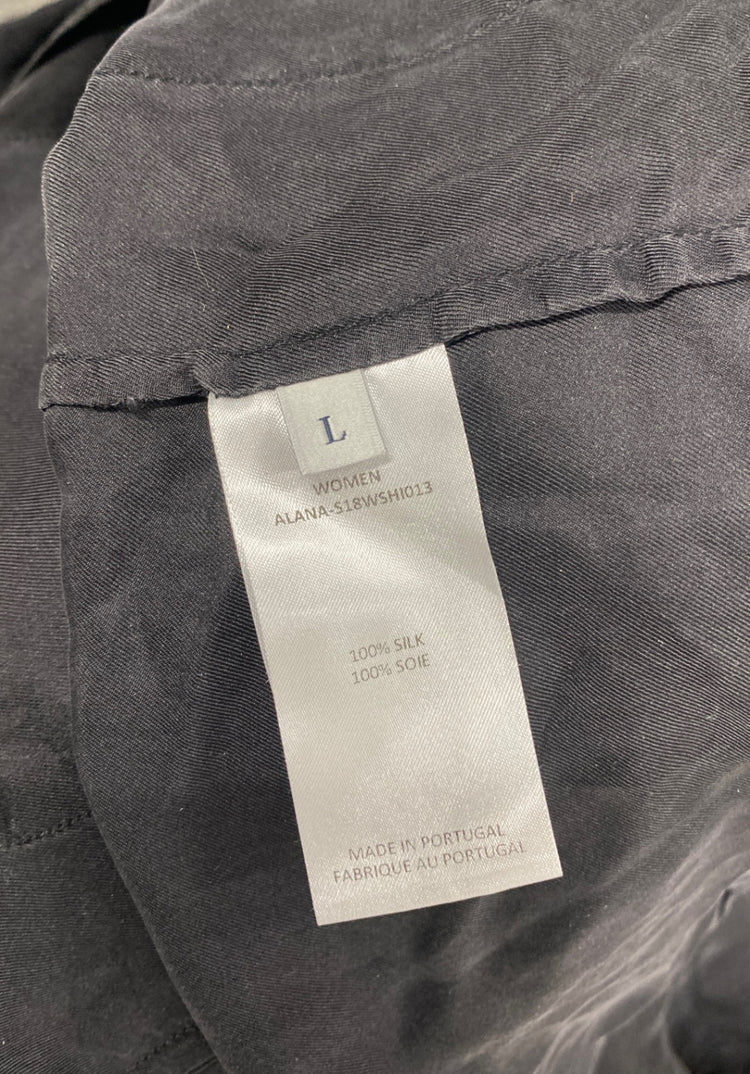 L
WOMEN
ALANA-S18WSHI013
100% SILK
100% SOIE
MADE IN PORTUGAL
FABRIQUE AU PORTUGAL